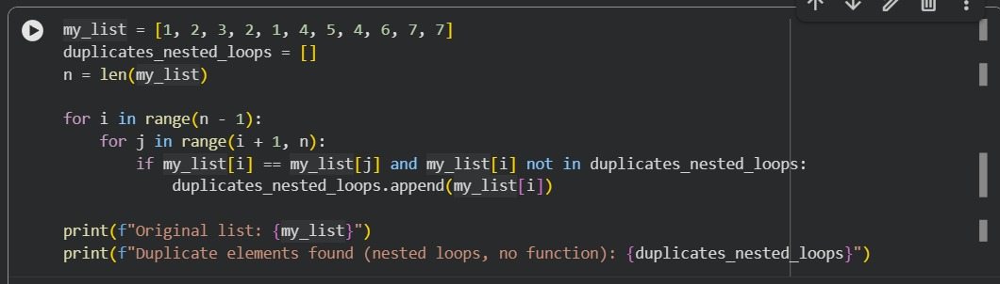 my_list = [1, 2, 3, 2, 1, 4, 5, 4, 6, 7, 7]
duplicates_nested_loops = []
n = len(my_list)

for i in range(n - 1):
    for j in range(i + 1, n):
        if my_list[i] == my_list[j] and my_list[i] not in duplicates_nested_loops:
            duplicates_nested_loops.append(my_list[i])

print(f"Original list: {my_list}")
print(f"Duplicate elements found (nested loops, no function): {duplicates_nested_loops}")